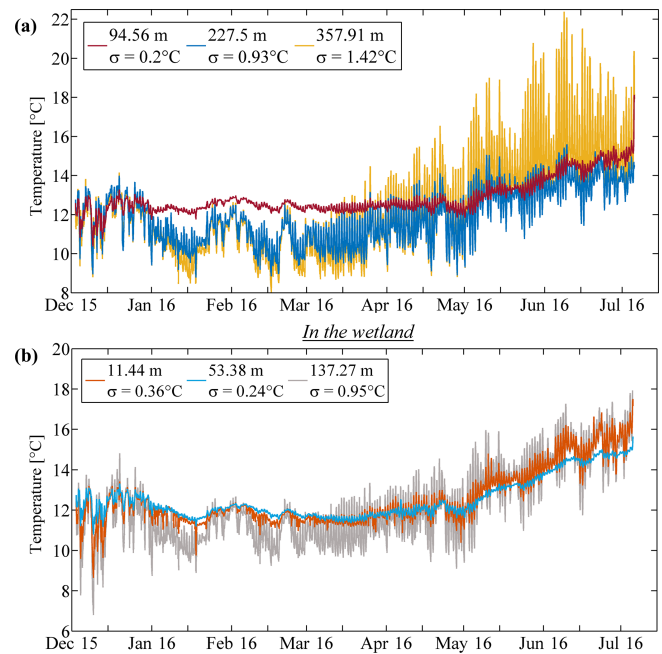 (a)
94.56 m 227.5 m 357.91 m
σ = 0.2°C σ = 0.93°C σ = 1.42°C
Temperature [°C]
22
20
18
16
14
12
10
8
Dec 15 Jan 16 Feb 16 Mar 16 Apr 16 May 16 Jun 16 Jul 16
In the wetland
(b)
11.44 m 53.38 m 137.27 m
σ = 0.36°C σ = 0.24°C σ = 0.95°C
Temperature [°C]
20
18
16
14
12
10
8
6
Dec 15 Jan 16 Feb 16 Mar 16 Apr 16 May 16 Jun 16 Jul 16